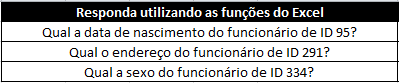 Responda utilizando as funções do Excel
Qual a data de nascimento do funcionário de ID 95?
Qual o endereço do funcionário de ID 291?
Qual a sexo do funcionário de ID 334?